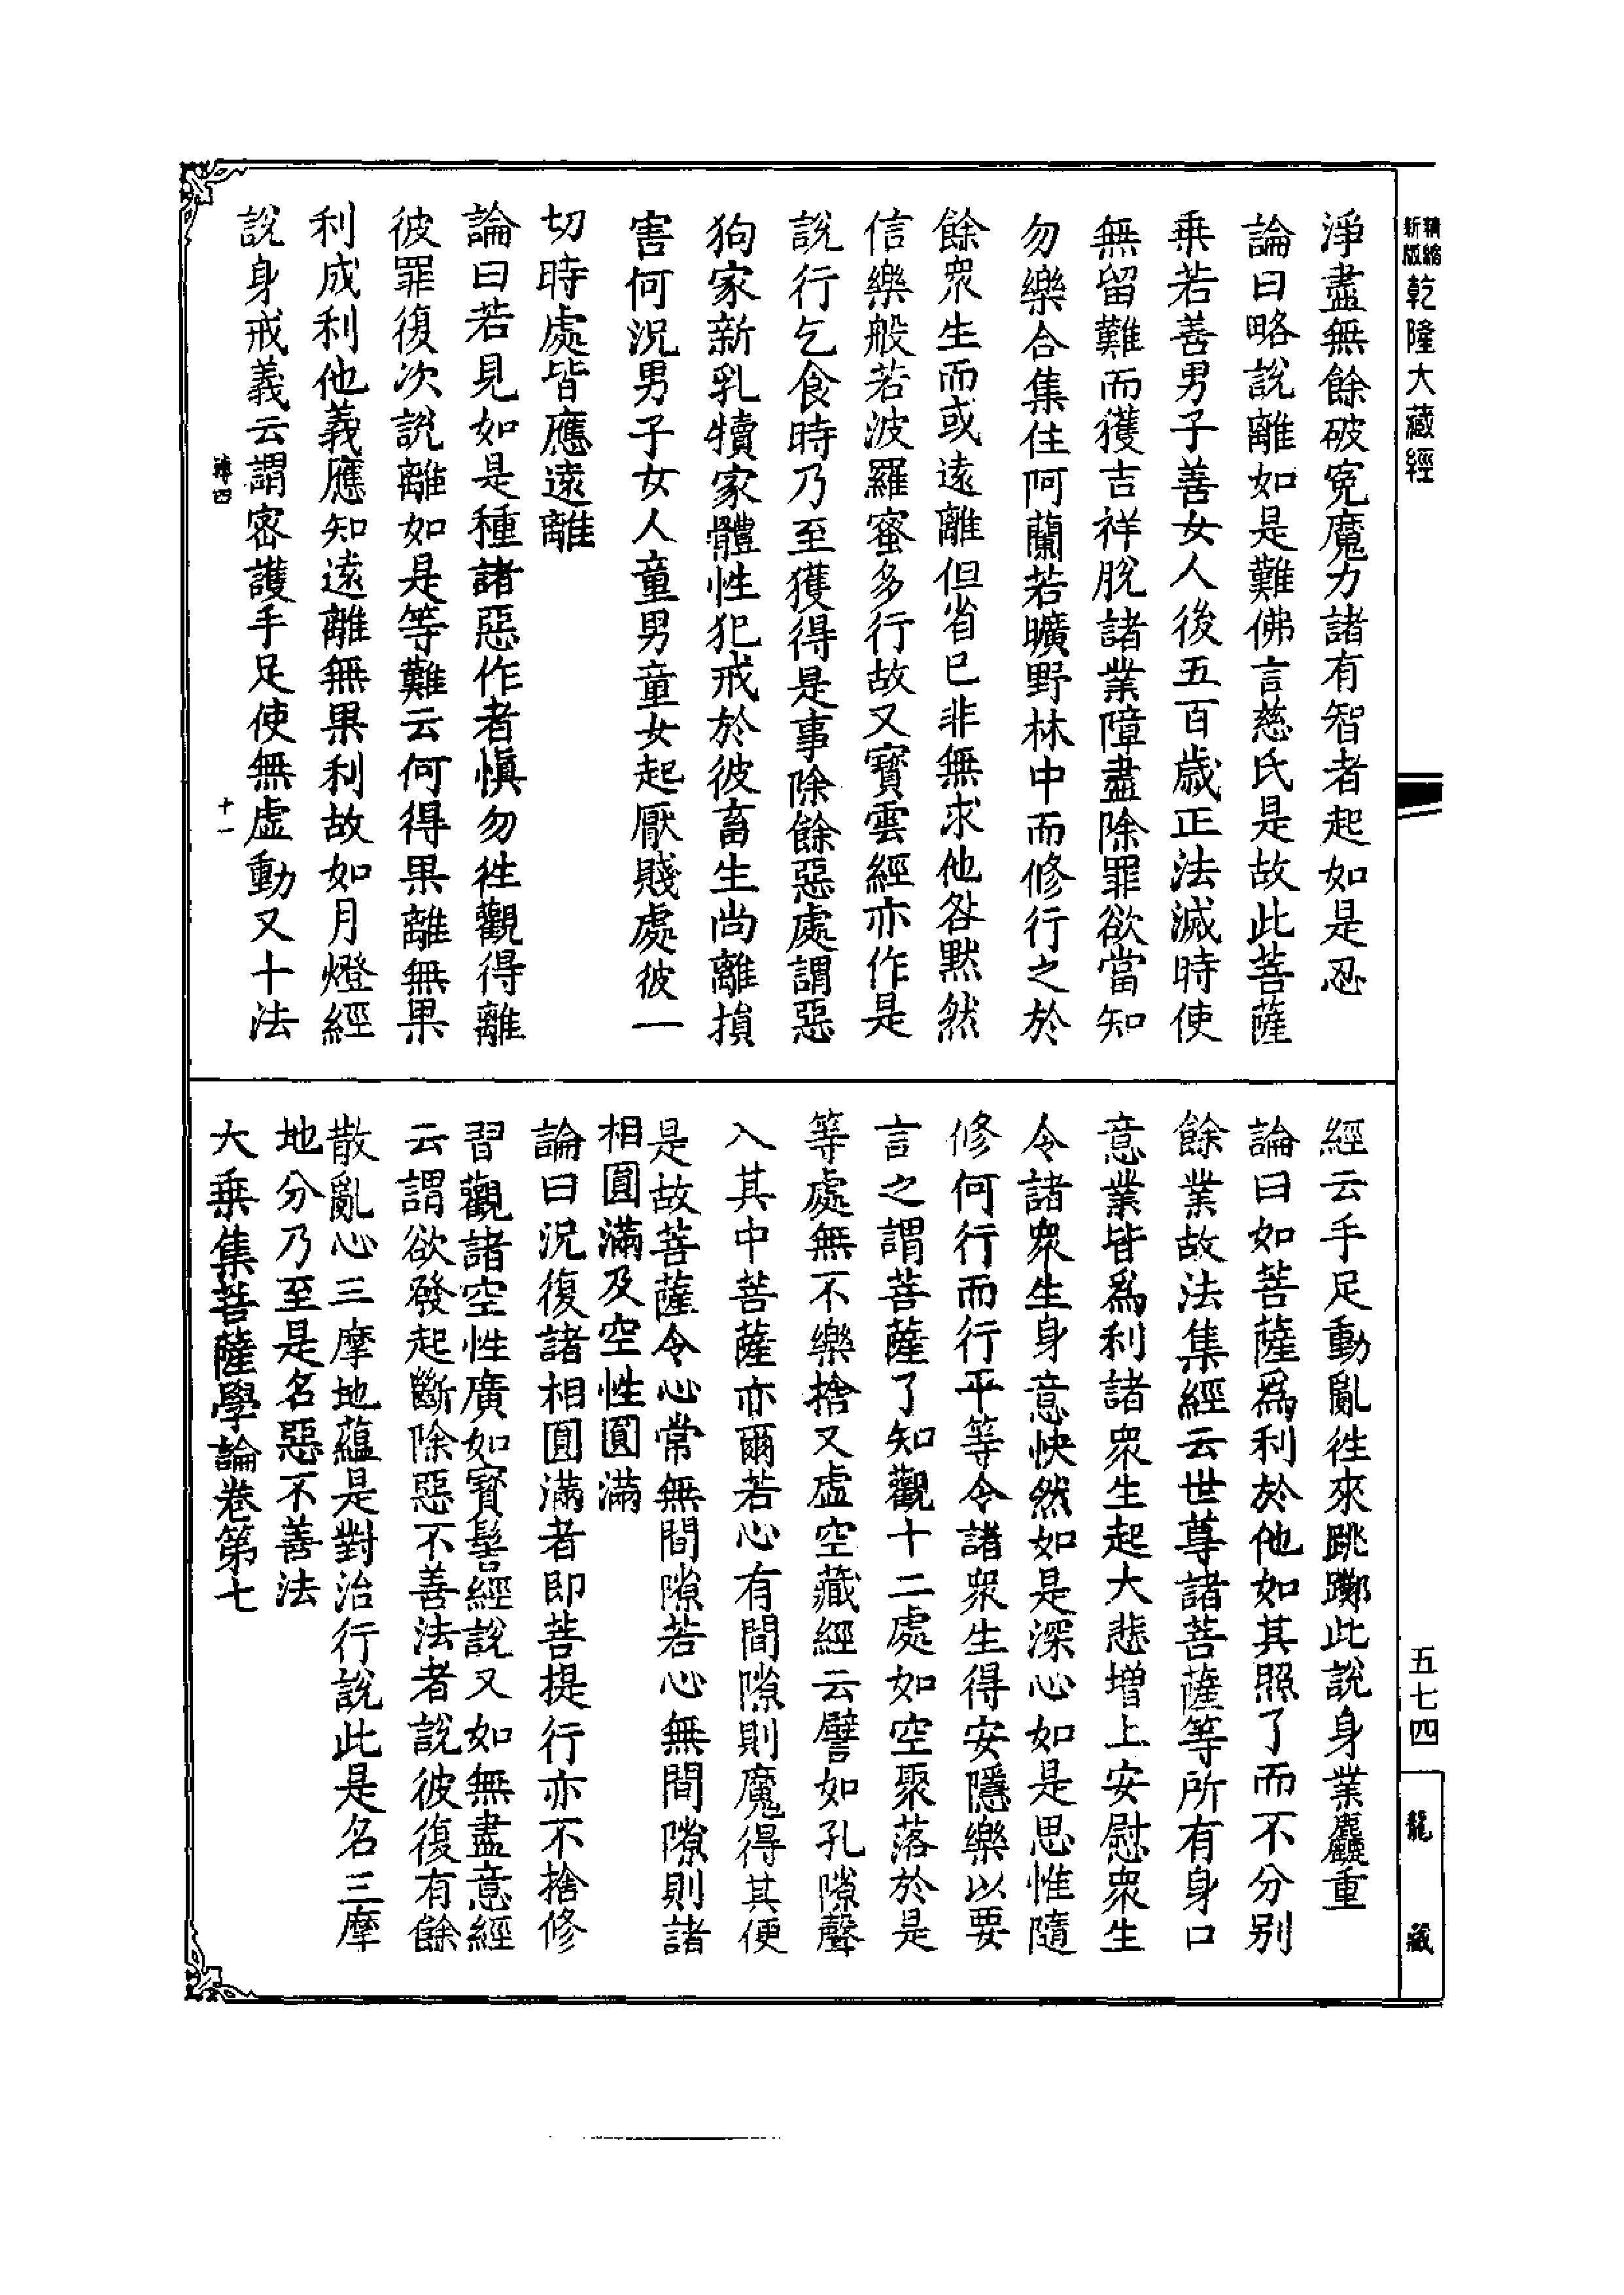 精縮新版乾隆大藏經
淨盡無餘破寃魔力諸有智者起如是忍
論曰略說離如是難佛言慈氏是故此菩薩
乗若善男子善女人後五百歲正法滅時使
無留難而獲吉祥脫諸業障盡除罪欲當知
勿樂合集住阿蘭若曠野林中而修行之於
餘衆生而或遠離但省已非無求他咎默然
信樂般若波羅蜜多行故又寳雲經亦作是
說行乞食時乃至獲得是事除餘惡處謂惡
狗家新乳犢家體性犯戒於彼畜生尚離損
害何況男子女人童男童女起厭賤處彼一
切時處皆應遠離
論曰若見如是種諸惡作者愼勿徃觀得離
彼罪復次說離如是等難云何得果離無果
利成利他義應知遠離無果利故如月燈經
說身戒義云謂密護手足使無虛動又十法
十一
經云手足動亂徃來跳躑此說身業麤重
論曰如菩薩爲利於他如其照了而不分别
餘業故法集經云世尊諸菩薩等所有身口
意業皆爲利諸衆生起大悲增上安慰衆生
令諸衆生身意快然如是深心如是思惟隨
修何行而行平等令諸衆生得安隱樂以要
言之謂菩薩了知觀十二處如空聚落於是
等處無不樂捨又虛空藏經云譬如孔隙聲
入其中菩薩亦爾若心有間隙則魔得其便
是故菩薩令心常無間隙若心無間隙則諸
相圓滿及空性圓滿
論曰況復諸相圓滿者即菩提行亦不捨修
習觀諸空性廣如寳髻經說又如無盡意經
云謂欲發起斷除惡不善法者說彼復有餘
散亂心三摩地蘊是對治行說此是名三摩
地分乃至是名惡不善法
大乗集菩薩學論卷第七
五七四
龍藏